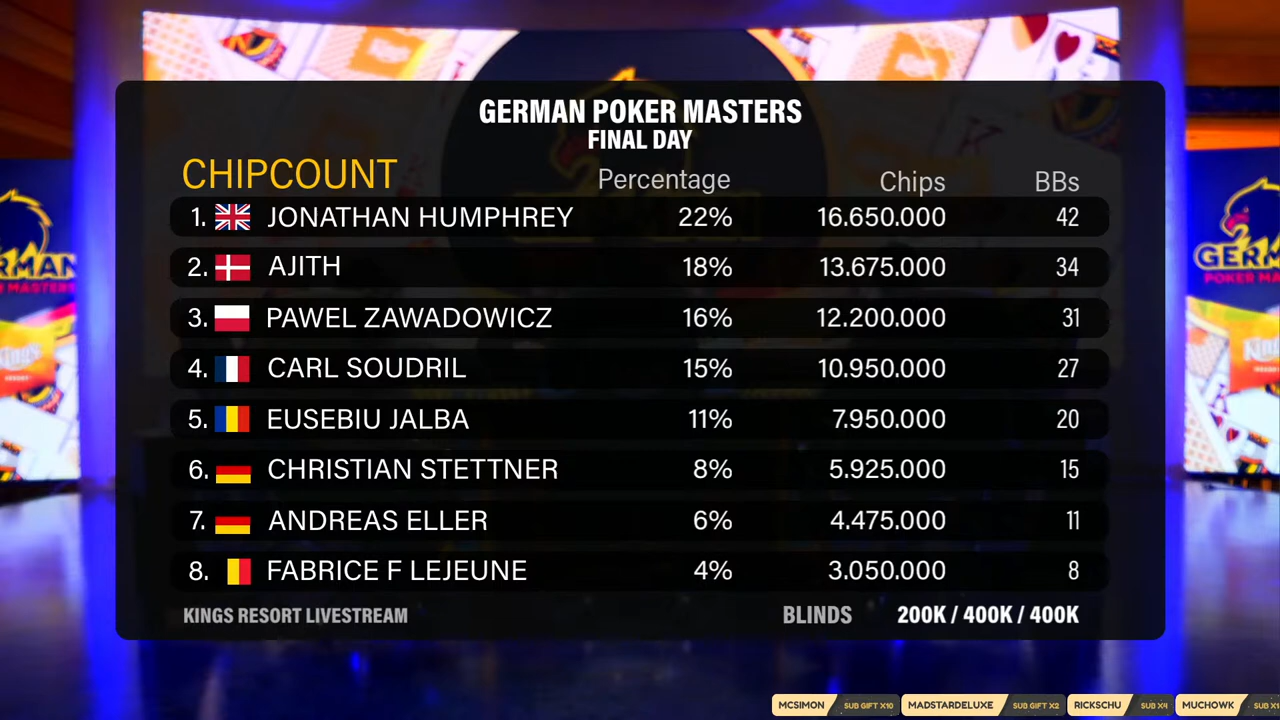 GERMAN POKER MASTERS
FINAL DAY
CHIPCOUNT Percentage Chips BBs
1. JONATHAN HUMPHREY 22% 16.650.000 42
2. AJITH 18% 13.675.000 34
3. PAWEL ZAWADOWICZ 16% 12.200.000 31
4. CARL SOUDRIL 15% 10.950.000 27
5. EUSEBIU JALBA 11% 7.950.000 20
6. CHRISTIAN STETTNER 8% 5.925.000 15
7. ANDREAS ELLER 6% 4.475.000 11
8. FABRICE F LEJEUNE 4% 3.050.000 8
KINGS RESORT LIVESTREAM BLINDS 200K / 400K / 400K
MCSIMON SUB GIFT X10 MADSTARDELUXE SUB GIFT X2 RICKSCHU SUB X4 MUCHOWK SUB